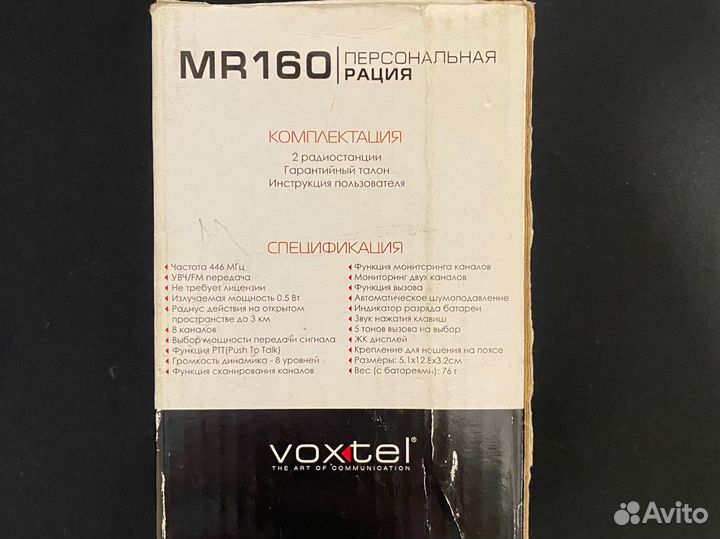 MR160
ПЕРСОНАЛЬНАЯ
РАЦИЯ
КОМПЛЕКТАЦИЯ
2 радиостанции
Гарантийный талон
Инструкция пользователя
СПЕЦИФИКАЦИЯ
Частота 446 МГц
УВЧ/FM передача
Не требует лицензии
Излучаемая мощность 0.5 Вт
Радиус действия на открытом
пространстве до 3 км
8 каналов
Выбор мощности передачи сигнала
Функция PTT(Push To Talk)
Громкость динамика - 8 уровней
Функция сканирования каналов
Функция мониторинга каналов
Мониторинг двух каналов
Функция вызова
Автоматическое шумоподавление
Индикатор разряда батареи
Звук нажатия клавиш
5 тонов вызова на выбор
ЖК дисплей
Крепление для ношения на поясе
Размеры: 5.1x12.8x3.2см
Вес (с батареями): 76 г
voxtel®
THE ART OF COMMUNICATION
Avito